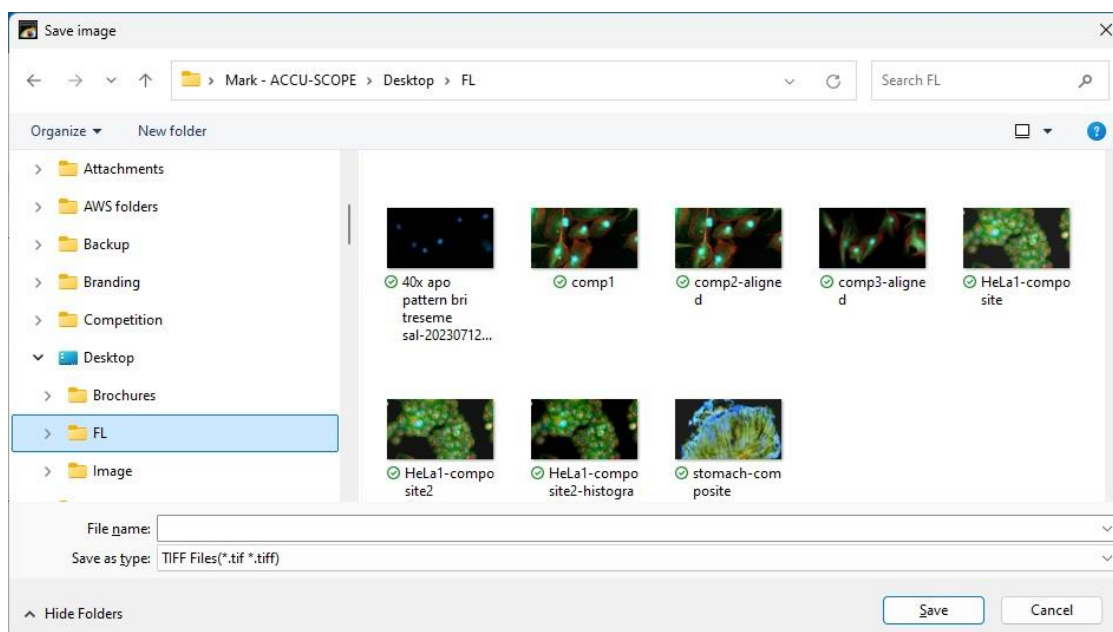 Save image
Mark - ACCU-SCOPE > Desktop > FL
Search FL
Organize
New folder
Attachments
AWS folders
Backup
Branding
Competition
Desktop
Brochures
FL
Image
40x apo
pattern bri
treseme
sal-20230712...
comp1
comp2-aligne
d
comp3-aligne
d
HeLa1-compo
site
HeLa1-compo
site2
HeLa1-compo
site2-histogra
stomach-com
posite
File name:
Save as type: TIFF Files(*.tif *.tiff)
Hide Folders
Save
Cancel